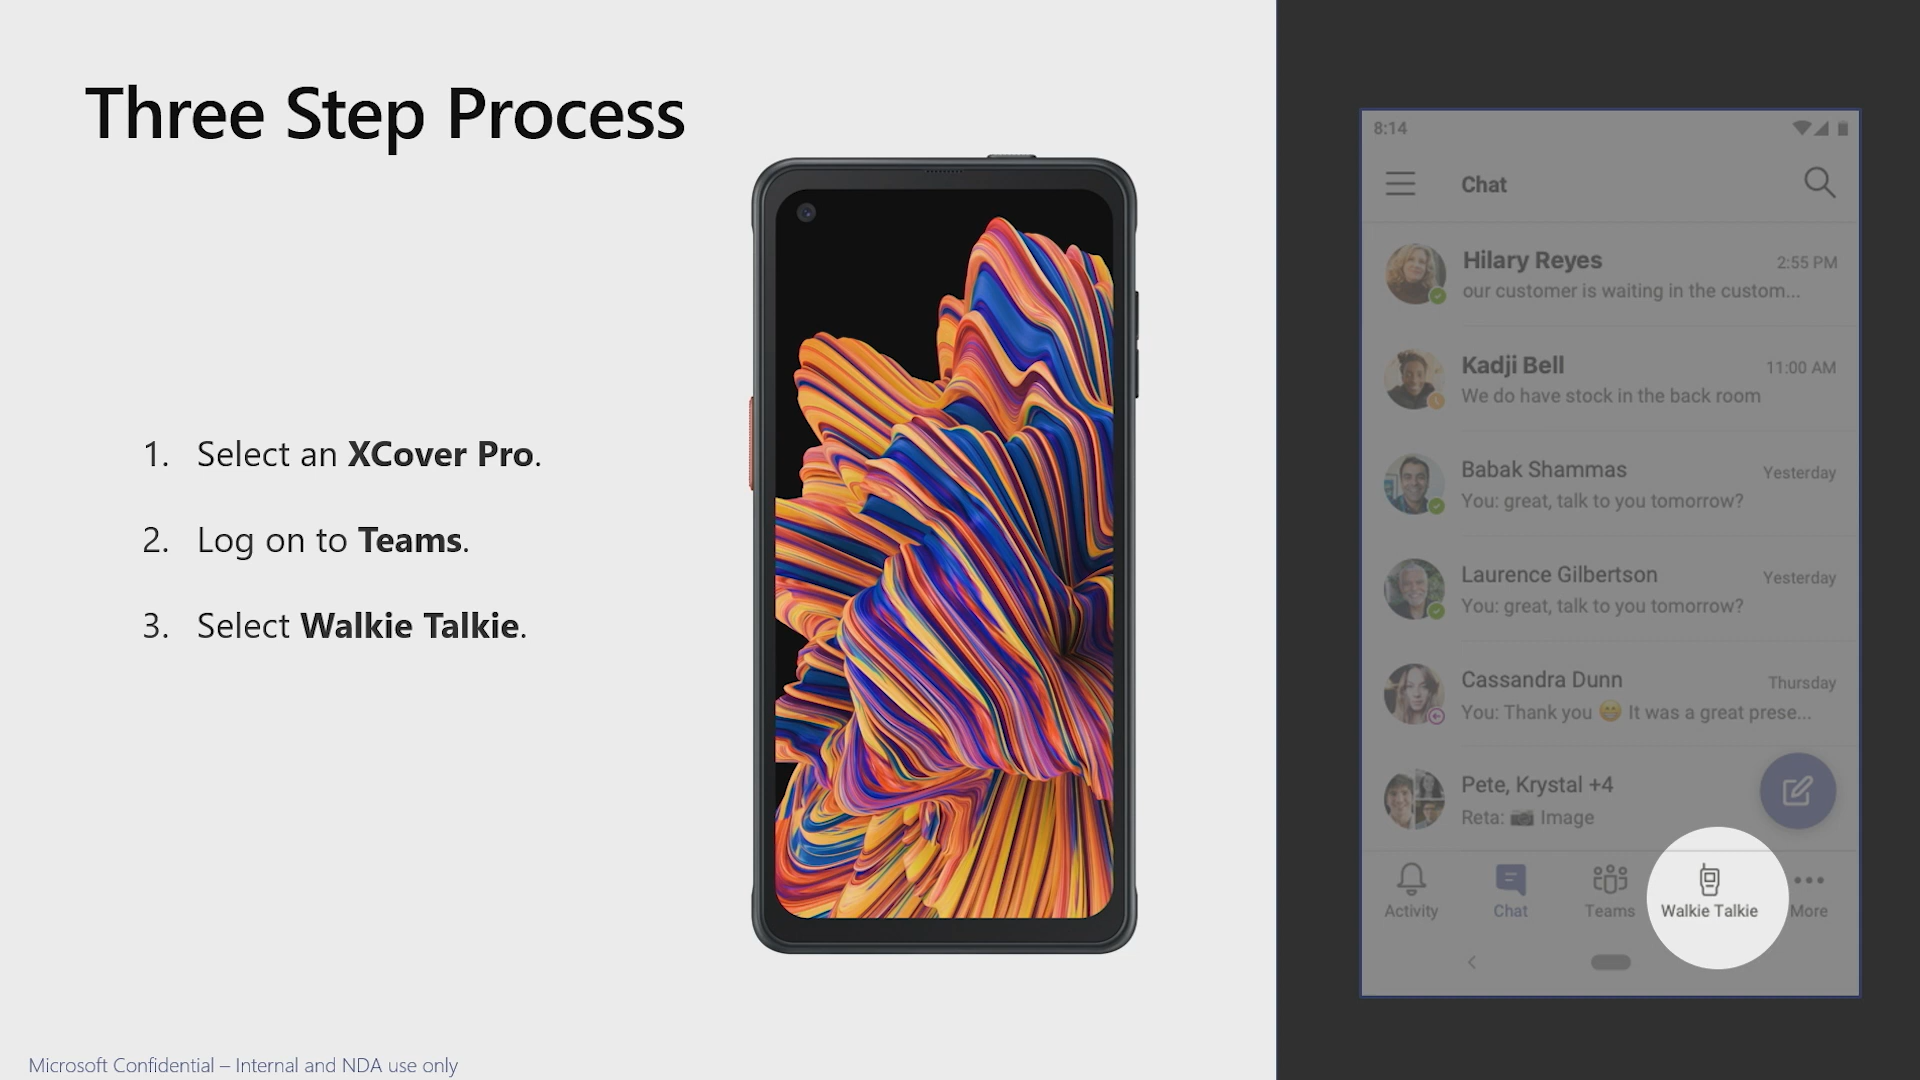 Three Step Process
1. Select an XCover Pro.
2. Log on to Teams.
3. Select Walkie Talkie.
Microsoft Confidential – Internal and NDA use only
8:14
Chat
Hilary Reyes 2:55 PM
our customer is waiting in the custom...
Kadji Bell 11:00 AM
We do have stock in the back room
Babak Shammas Yesterday
You: great, talk to you tomorrow?
Laurence Gilbertson Yesterday
You: great, talk to you tomorrow?
Cassandra Dunn Thursday
You: Thank you 😁 It was a great prese...
Pete, Krystal +4
Reta: 📷 Image
Activity Chat Teams Walkie Talkie More